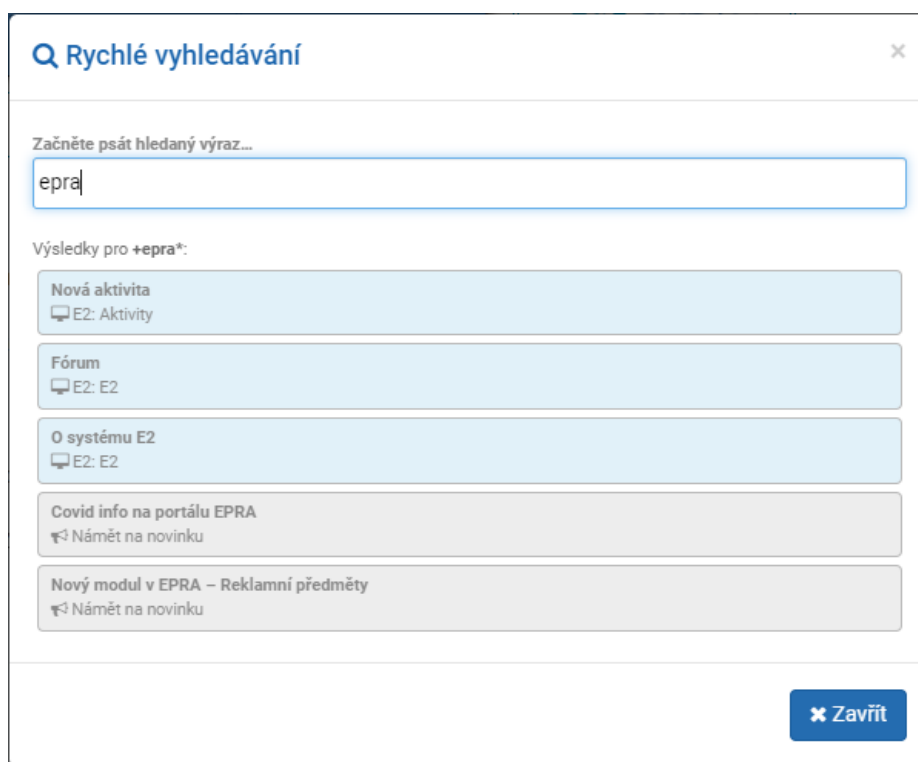 Rychlé vyhledávání
×
Začněte psát hledaný výraz...
epra
Výsledky pro +epra*:
Nová aktivita
E2: Aktivity
Fórum
E2: E2
O systému E2
E2: E2
Covid info na portálu EPRA
Námět na novinku
Nový modul v EPRA – Reklamní předměty
Námět na novinku
Zavřít